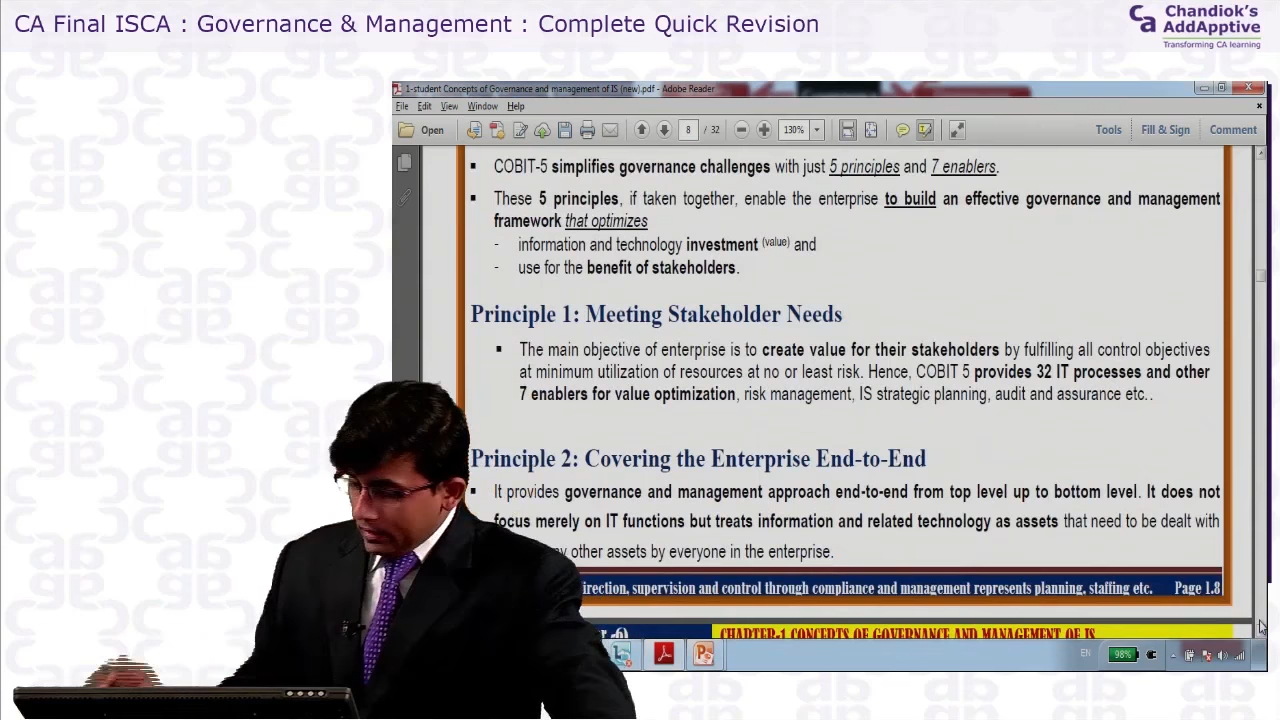 CA Final ISCA : Governance & Management : Complete Quick Revision
Ca Chandiok's
AddApptive
Transforming CA learning
1-student Concepts of Governance and management of IS (new).pdf - Adobe Reader
File Edit View Window Help
Open 8 / 32 130% Tools Fill & Sign Comment
▪ COBIT-5 simplifies governance challenges with just 5 principles and 7 enablers.
▪ These 5 principles, if taken together, enable the enterprise to build an effective governance and management
framework that optimizes
- information and technology investment (value) and
- use for the benefit of stakeholders.
Principle 1: Meeting Stakeholder Needs
▪ The main objective of enterprise is to create value for their stakeholders by fulfilling all control objectives
at minimum utilization of resources at no or least risk. Hence, COBIT 5 provides 32 IT processes and other
7 enablers for value optimization, risk management, IS strategic planning, audit and assurance etc..
Principle 2: Covering the Enterprise End-to-End
▪ It provides governance and management approach end-to-end from top level up to bottom level. It does not
focus merely on IT functions but treats information and related technology as assets that need to be dealt with
other assets by everyone in the enterprise.
irection, supervision and control through compliance and management represents planning, staffing etc. Page 1.8
CHAPTER-1 CONCEPTS OF GOVERNANCE AND MANAGEMENT OF IS
EN 98%